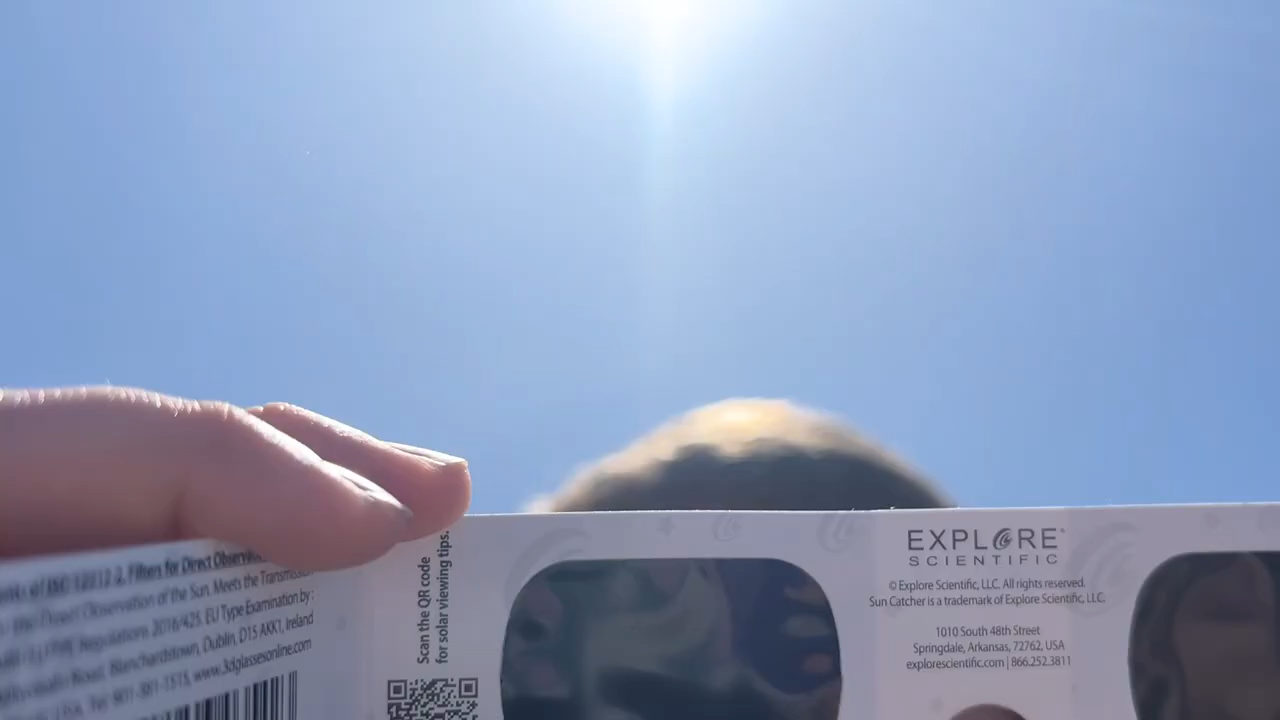 Filters for Direct
Direct Observation of the Sun. Meets the
Regulations 2016/425. EU Type Examination by:
Road, Blanchardstown, Dublin, D15 AKK1, Ireland
www.3dglassesonline.com
Scan the QR code
for solar viewing tips.
EXPLORE®
SCIENTIFIC
© Explore Scientific, LLC. All rights reserved.
Sun Catcher is a trademark of Explore Scientific, LLC.
1010 South 48th Street
Springdale, Arkansas, 72762, USA
explorescientific.com | 866.252.3811